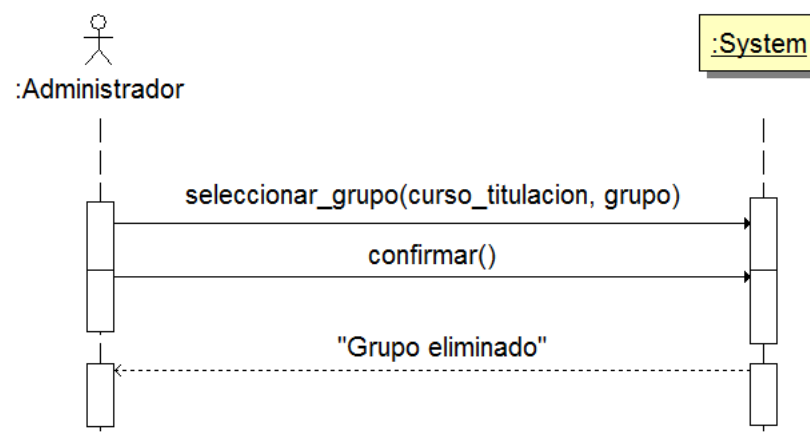 :System
:Administrador
seleccionar_grupo(curso_titulacion, grupo)
confirmar()
"Grupo eliminado"